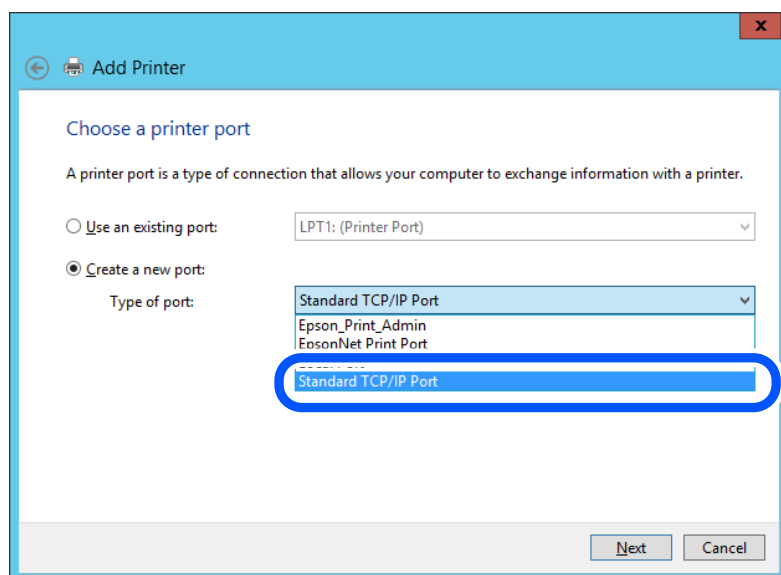 x
Add Printer
Choose a printer port
A printer port is a type of connection that allows your computer to exchange information with a printer.
Use an existing port: LPT1: (Printer Port)
Create a new port:
Type of port: Standard TCP/IP Port
Epson_Print_Admin
EpsonNet Print Port
Standard TCP/IP Port
Next Cancel